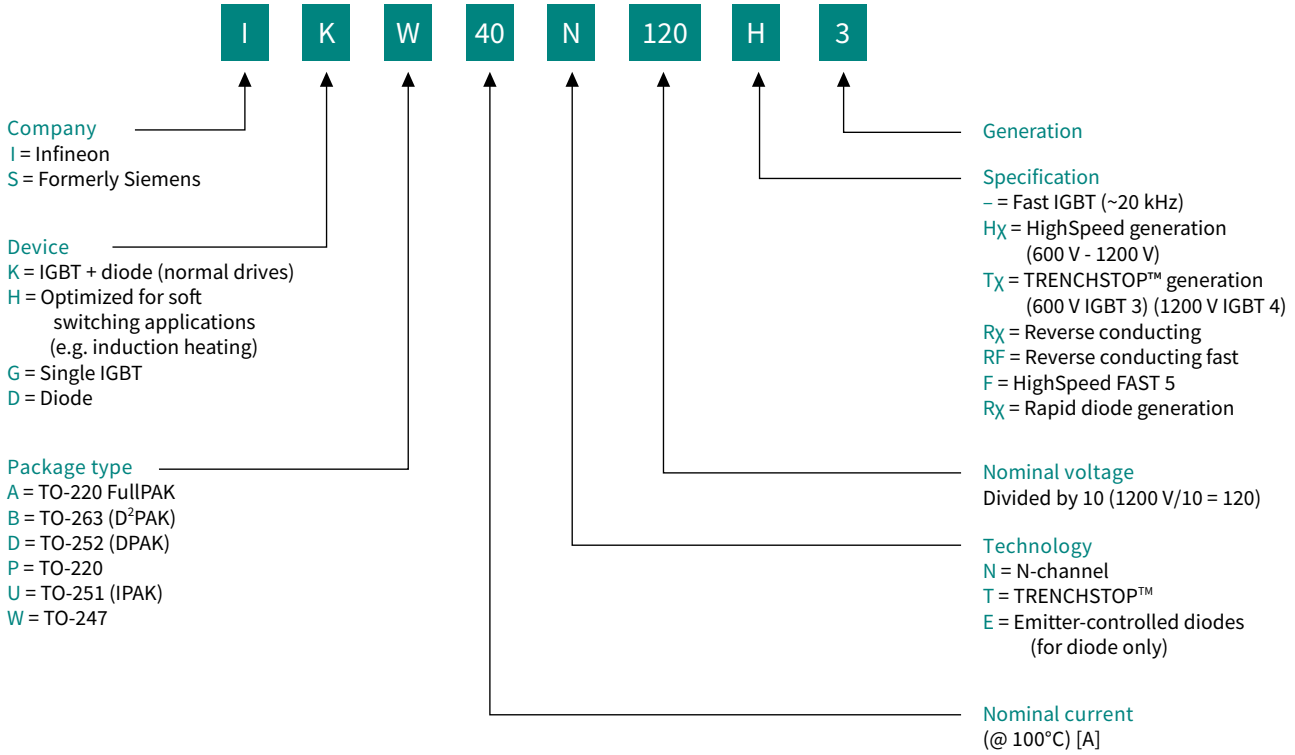 I K W 40 N 120 H 3
Company
I = Infineon
S = Formerly Siemens
Device
K = IGBT + diode (normal drives)
H = Optimized for soft
switching applications
(e.g. induction heating)
G = Single IGBT
D = Diode
Package type
A = TO-220 FullPAK
B = TO-263 (D²PAK)
D = TO-252 (DPAK)
P = TO-220
U = TO-251 (IPAK)
W = TO-247
Generation
Specification
– = Fast IGBT (~20 kHz)
Hχ = HighSpeed generation
(600 V - 1200 V)
Tχ = TRENCHSTOP™ generation
(600 V IGBT 3) (1200 V IGBT 4)
Rχ = Reverse conducting
RF = Reverse conducting fast
F = HighSpeed FAST 5
Rχ = Rapid diode generation
Nominal voltage
Divided by 10 (1200 V/10 = 120)
Technology
N = N-channel
T = TRENCHSTOP™
E = Emitter-controlled diodes
(for diode only)
Nominal current
(@ 100°C) [A]